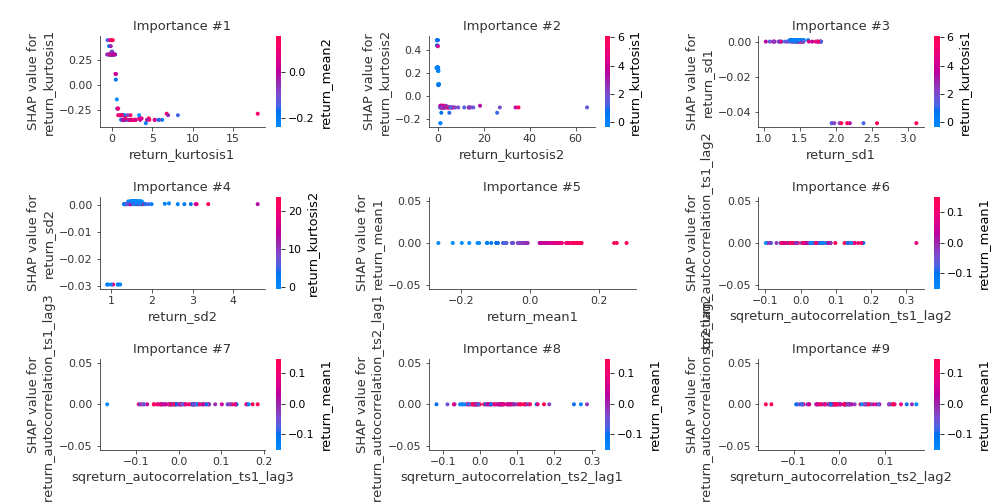 Importance #1
SHAP value for
return_kurtosis1
0.25
0.00
−0.25
0
5
10
15
return_kurtosis1
0.0
−0.2
return_mean2
Importance #2
SHAP value for
return_kurtosis2
0.4
0.2
0.0
−0.2
0
20
40
60
return_kurtosis2
6
4
2
0
return_kurtosis1
Importance #3
SHAP value for
return_sd1
0.00
−0.02
−0.04
1.0
1.5
2.0
2.5
3.0
return_sd1
6
4
2
0
return_kurtosis1
Importance #4
SHAP value for
return_sd2
0.00
−0.01
−0.02
−0.03
1
2
3
4
return_sd2
20
10
0
return_kurtosis2
Importance #5
SHAP value for
return_mean1
0.05
0.00
−0.05
−0.2
0.0
0.2
return_mean1
Importance #6
SHAP value for
sqreturn_autocorrelation_ts1_lag2
0.05
0.00
−0.05
−0.1
0.0
0.1
0.2
0.3
sqreturn_autocorrelation_ts1_lag2
0.1
0.0
−0.1
return_mean1
Importance #7
SHAP value for
return_autocorrelation_ts1_lag3
0.05
0.00
−0.05
−0.1
0.0
0.1
0.2
sqreturn_autocorrelation_ts1_lag3
0.1
0.0
−0.1
return_mean1
Importance #8
SHAP value for
return_autocorrelation_ts2_lag1
0.05
0.00
−0.05
−0.1
0.0
0.1
0.2
0.3
sqreturn_autocorrelation_ts2_lag1
0.1
0.0
−0.1
return_mean1
Importance #9
SHAP value for
return_autocorrelation_ts2_lag2
0.05
0.00
−0.05
−0.1
0.0
0.1
sqreturn_autocorrelation_ts2_lag2
0.1
0.0
−0.1
return_mean1